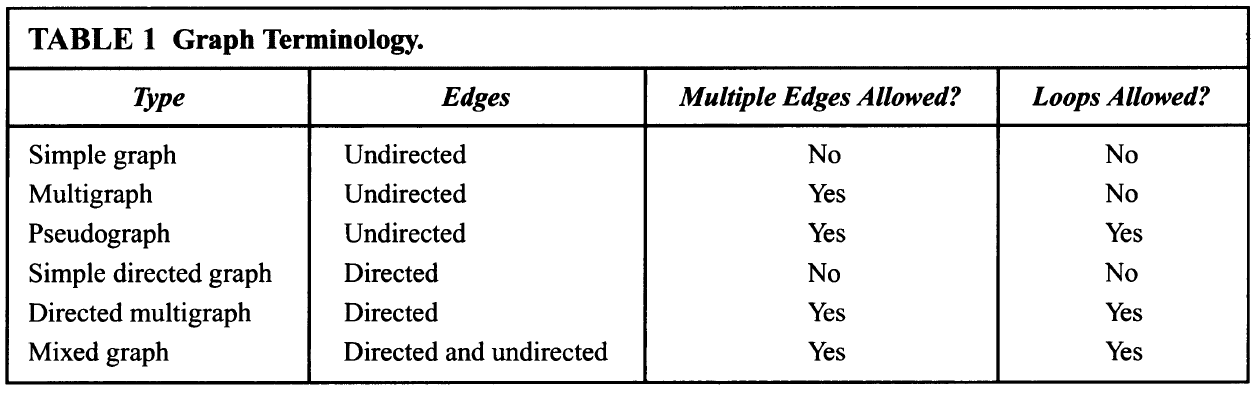 TABLE 1 Graph Terminology.
Type Edges Multiple Edges Allowed? Loops Allowed?
Simple graph Undirected No No
Multigraph Undirected Yes No
Pseudograph Undirected Yes Yes
Simple directed graph Directed No No
Directed multigraph Directed Yes Yes
Mixed graph Directed and undirected Yes Yes